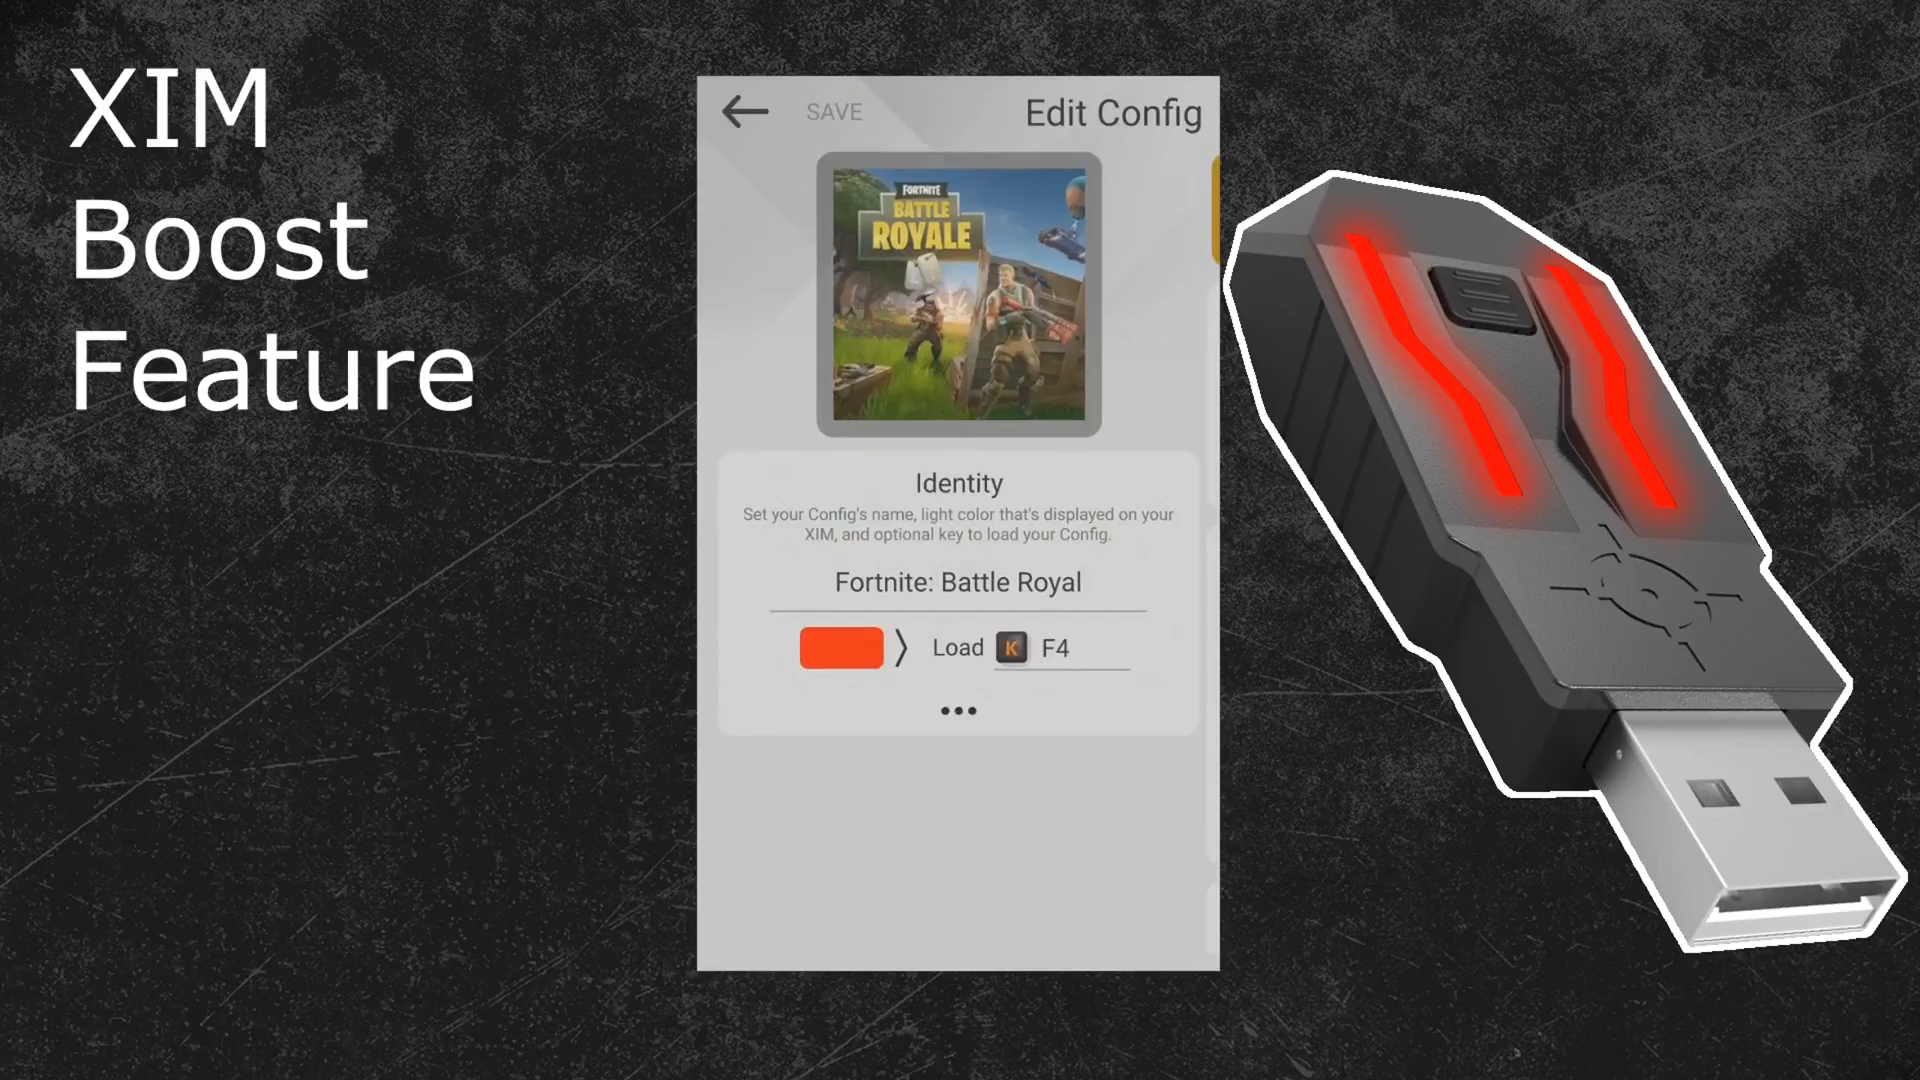 XIM
Boost
Feature
SAVE
Edit Config
FORTNITE
BATTLE
ROYALE
Identity
Set your Config's name, light color that's displayed on your
XIM, and optional key to load your Config.
Fortnite: Battle Royal
Load K F4